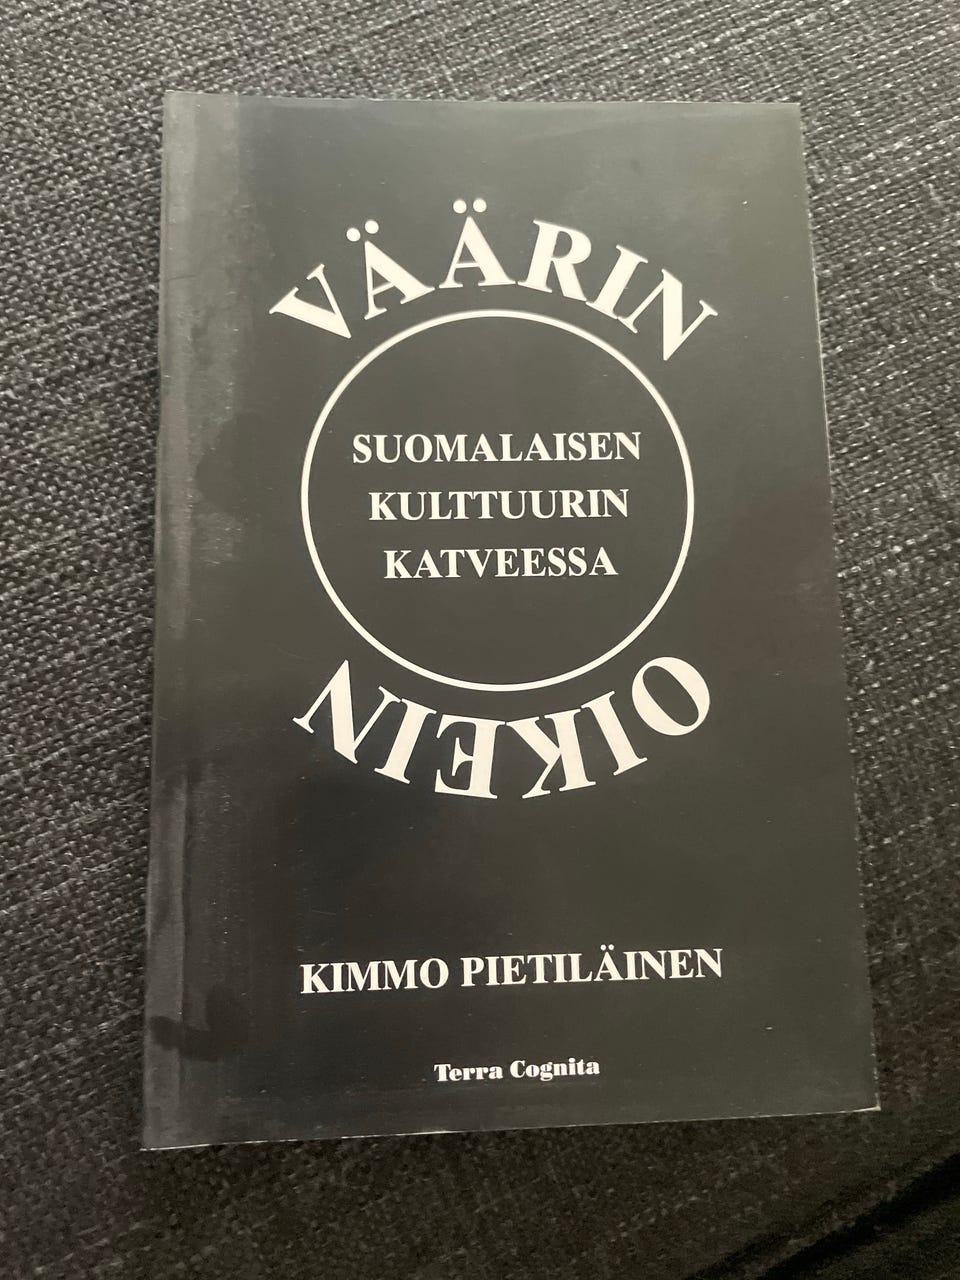 VÄÄRIN
SUOMALAISEN
KULTTUURIN
KATVEESSA
OIKEIN
KIMMO PIETILÄINEN
Terra Cognita